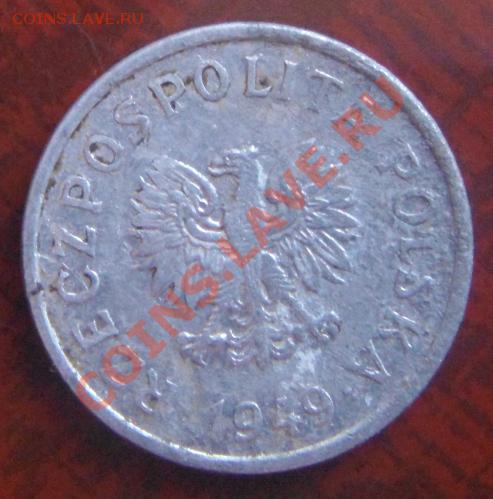 COINS.LAVE.RU
RZECZPOSPOLITA POLSKA
1949
COINS.LAVE.RU